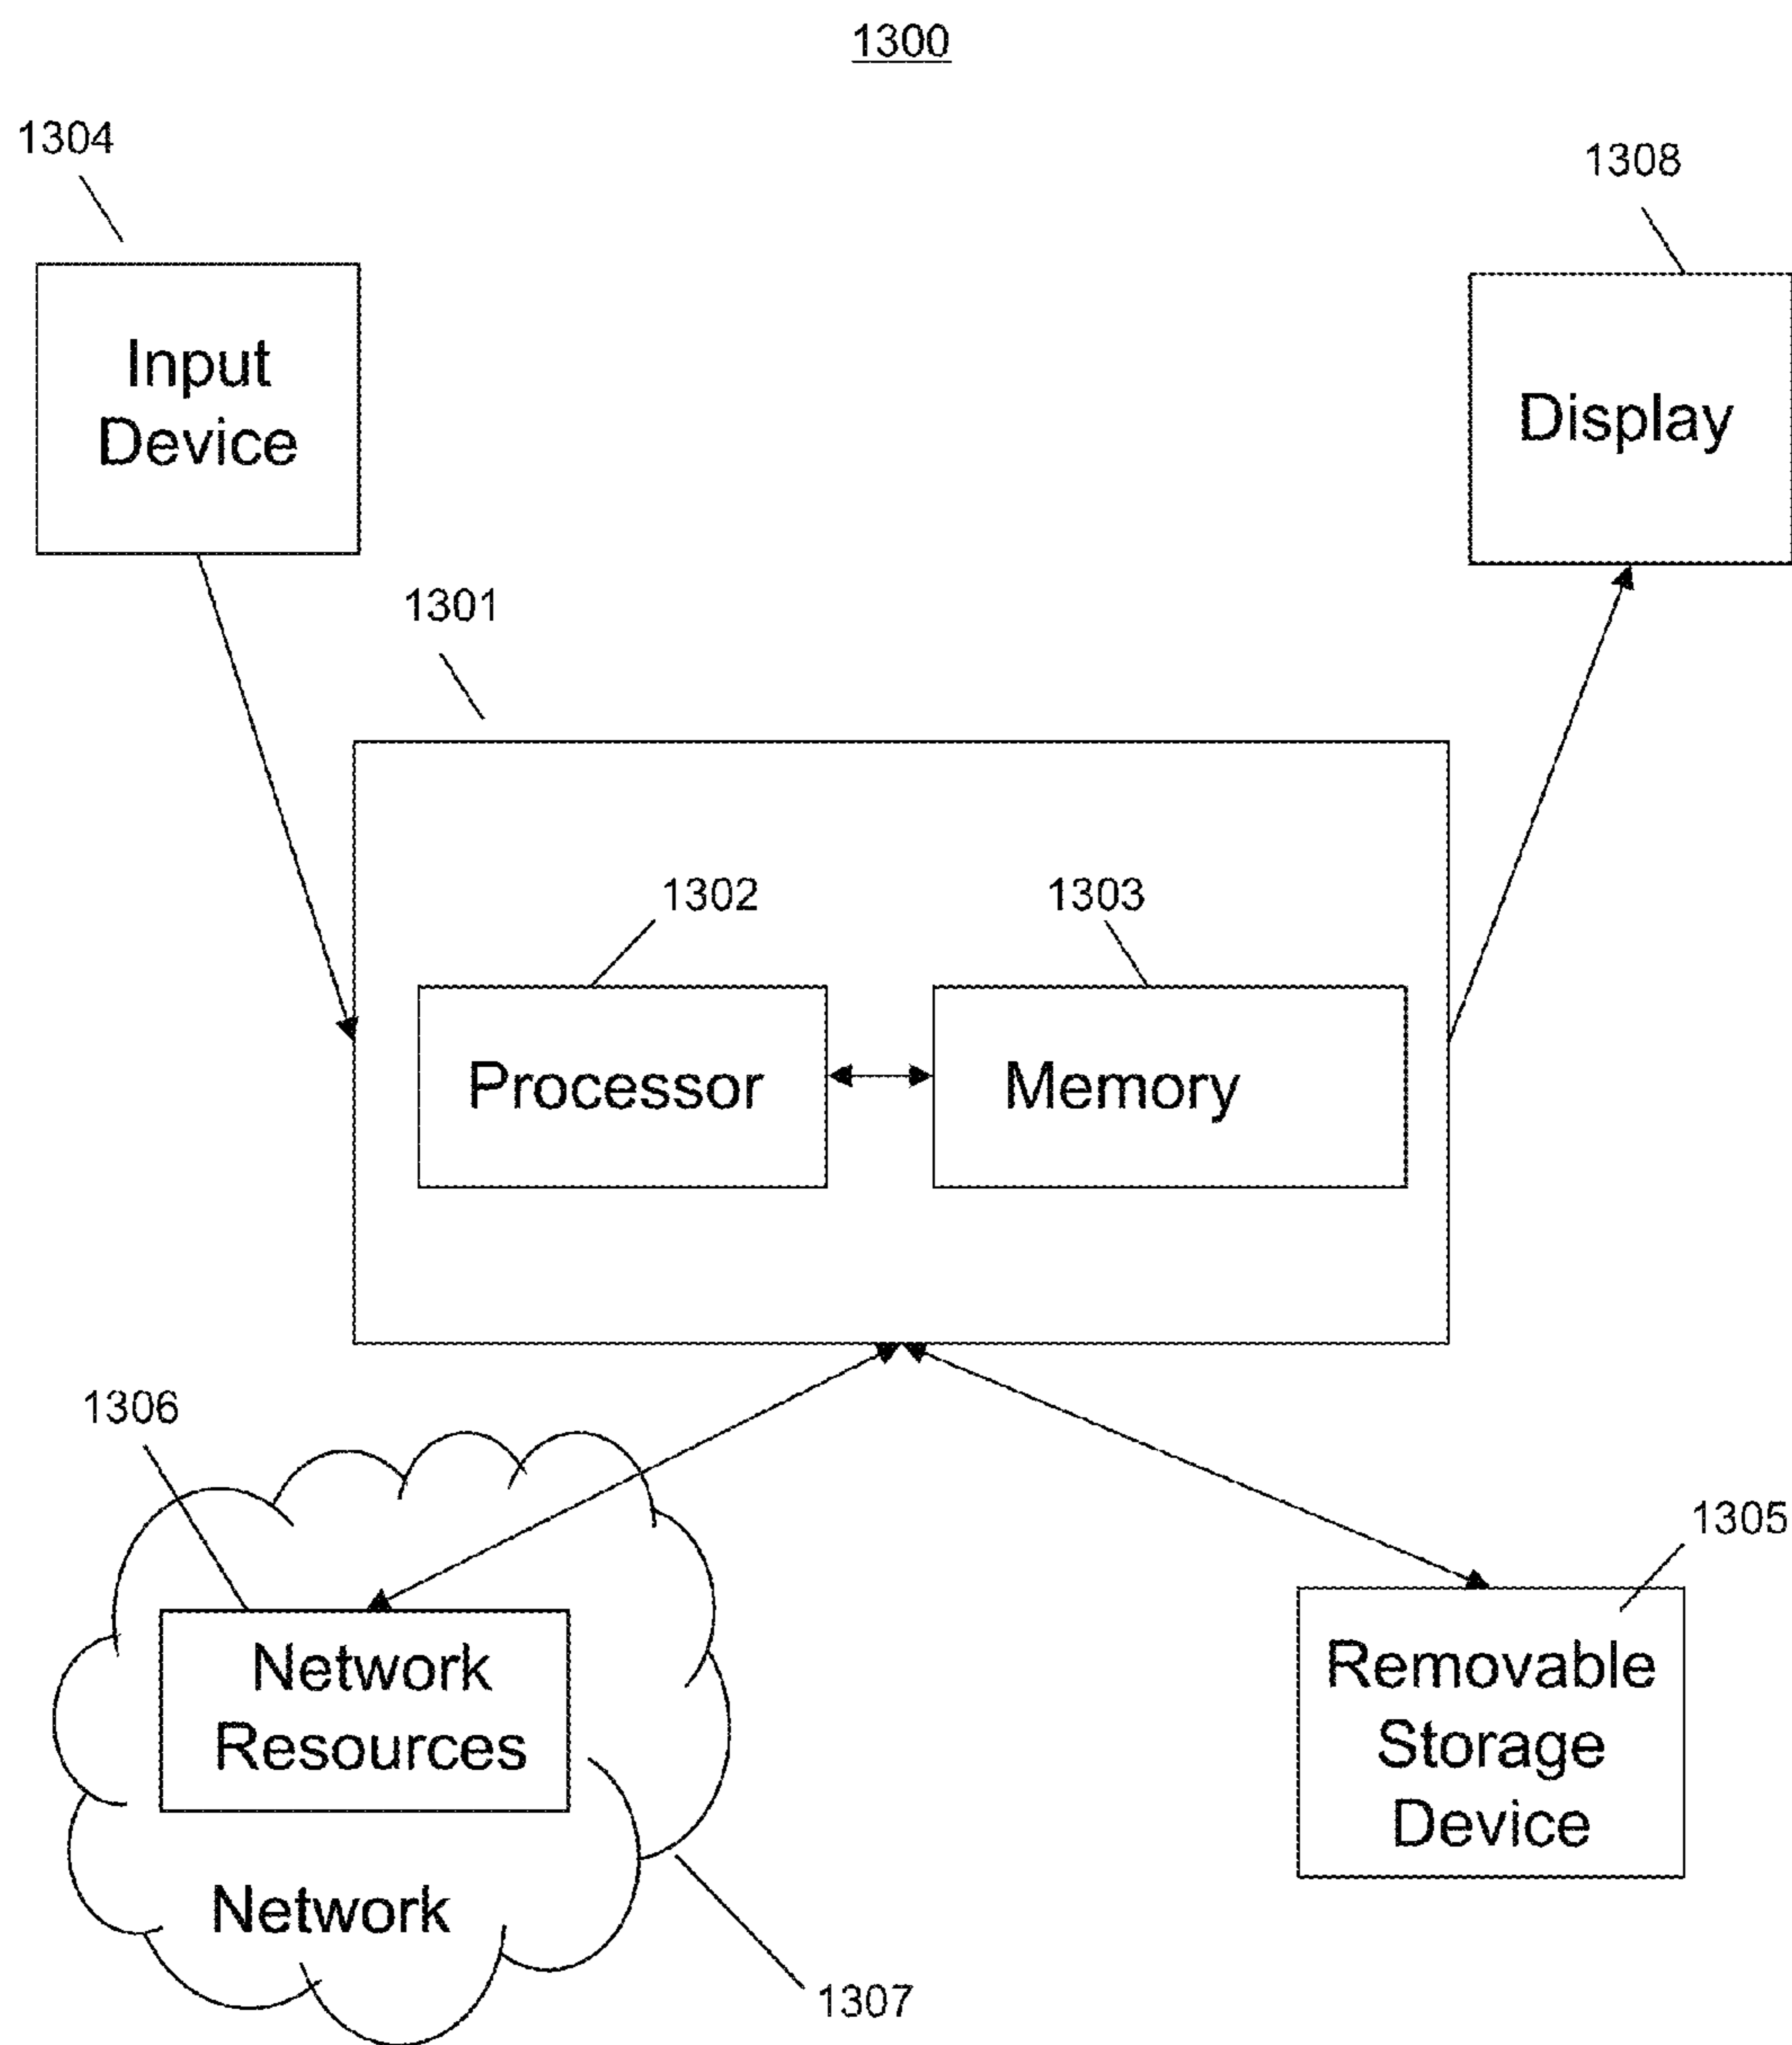 1300
1304
1308
Input
Device
Display
1301
1302
1303
Processor
Memory
1306
1305
Network
Resources
Removable
Storage
Device
Network
1307